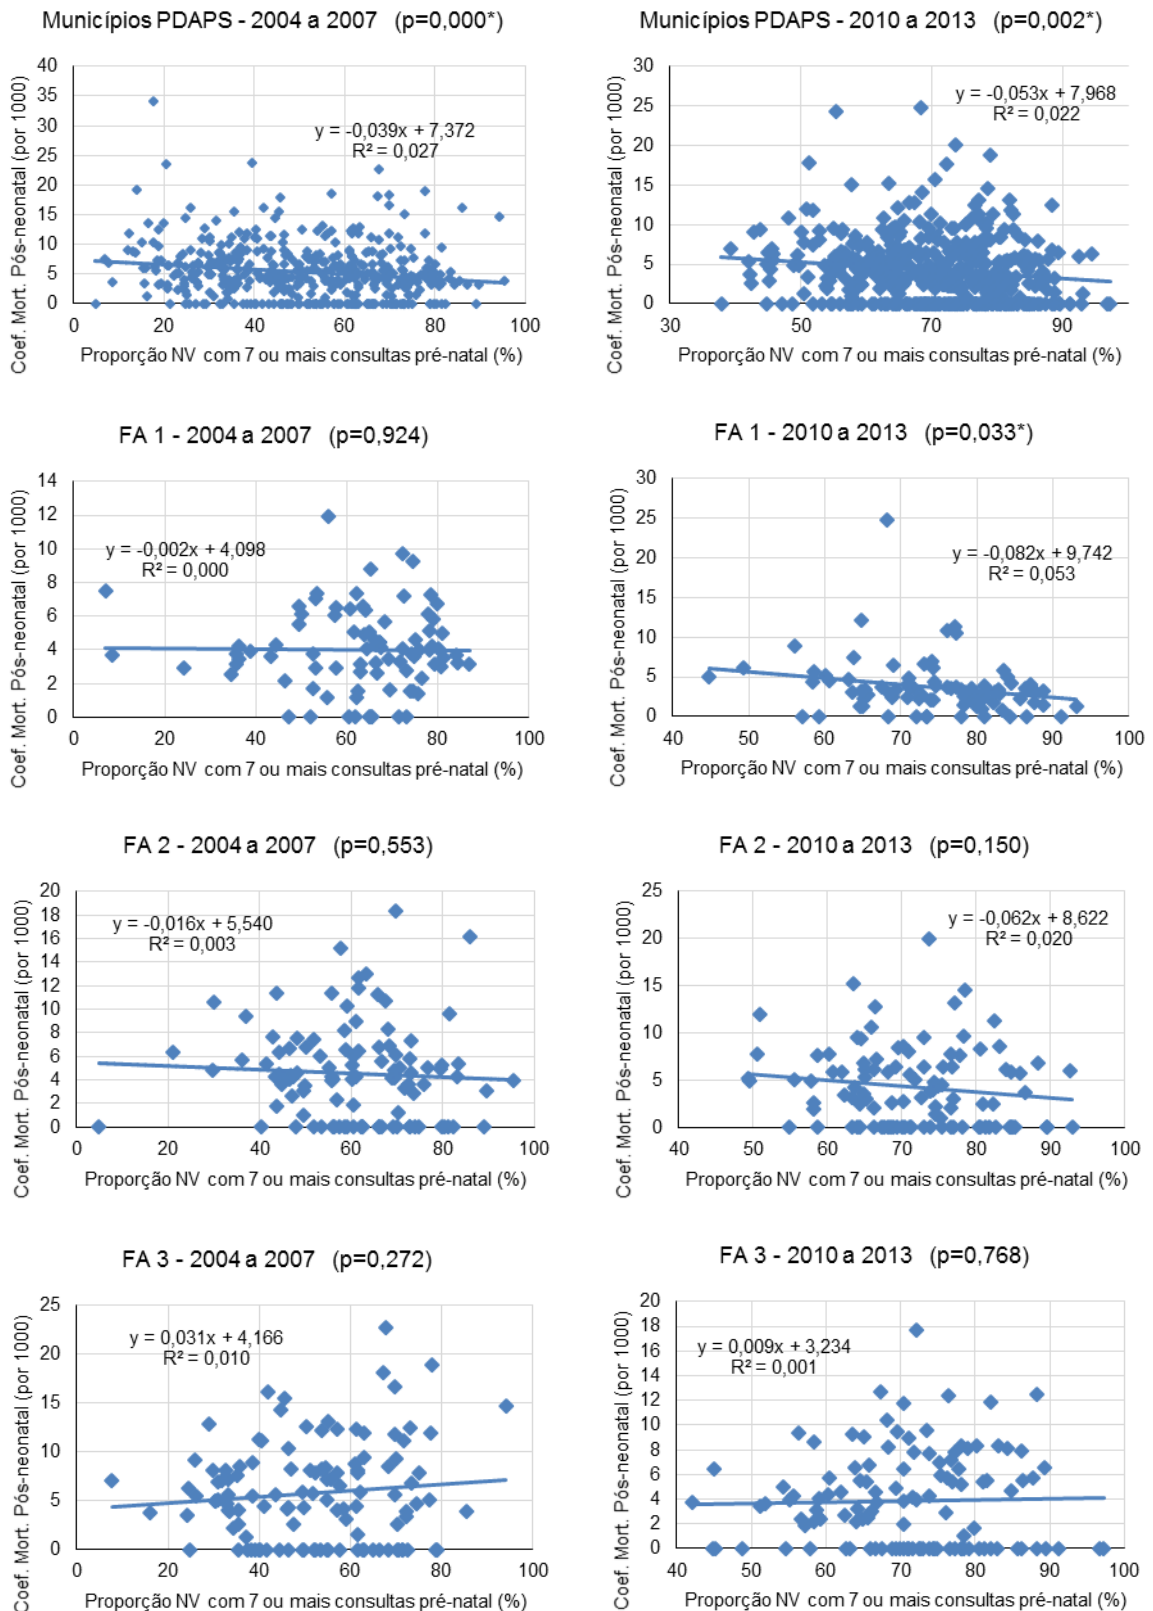 Municípios PDAPS - 2004 a 2007 (p=0,000*)
Coef. Mort. Pós-neonatal (por 1000)
40
35
30
25
20
15
10
5
0
y = -0,039x + 7,372
R² = 0,027
0 20 40 60 80 100
Proporção NV com 7 ou mais consultas pré-natal (%)
Municípios PDAPS - 2010 a 2013 (p=0,002*)
Coef. Mort. Pós-neonatal (por 1000)
30
25
20
15
10
5
0
y = -0,053x + 7,968
R² = 0,022
30 50 70 90
Proporção NV com 7 ou mais consultas pré-natal (%)
FA 1 - 2004 a 2007 (p=0,924)
Coef. Mort. Pós-neonatal (por 1000)
14
12
10
8
6
4
2
0
y = -0,002x + 4,098
R² = 0,000
0 20 40 60 80 100
Proporção NV com 7 ou mais consultas pré-natal (%)
FA 1 - 2010 a 2013 (p=0,033*)
Coef. Mort. Pós-neonatal (por 1000)
30
25
20
15
10
5
0
y = -0,082x + 9,742
R² = 0,053
40 50 60 70 80 90 100
Proporção NV com 7 ou mais consultas pré-natal (%)
FA 2 - 2004 a 2007 (p=0,553)
Coef. Mort. Pós-neonatal (por 1000)
20
18
16
14
12
10
8
6
4
2
0
y = -0,016x + 5,540
R² = 0,003
0 20 40 60 80 100
Proporção NV com 7 ou mais consultas pré-natal (%)
FA 2 - 2010 a 2013 (p=0,150)
Coef. Mort. Pós-neonatal (por 1000)
25
20
15
10
5
0
y = -0,062x + 8,622
R² = 0,020
40 50 60 70 80 90 100
Proporção NV com 7 ou mais consultas pré-natal (%)
FA 3 - 2004 a 2007 (p=0,272)
Coef. Mort. Pós-neonatal (por 1000)
25
20
15
10
5
0
y = 0,031x + 4,166
R² = 0,010
0 20 40 60 80 100
Proporção NV com 7 ou mais consultas pré-natal (%)
FA 3 - 2010 a 2013 (p=0,768)
Coef. Mort. Pós-neonatal (por 1000)
20
18
16
14
12
10
8
6
4
2
0
y = 0,009x + 3,234
R² = 0,001
40 50 60 70 80 90 100
Proporção NV com 7 ou mais consultas pré-natal (%)